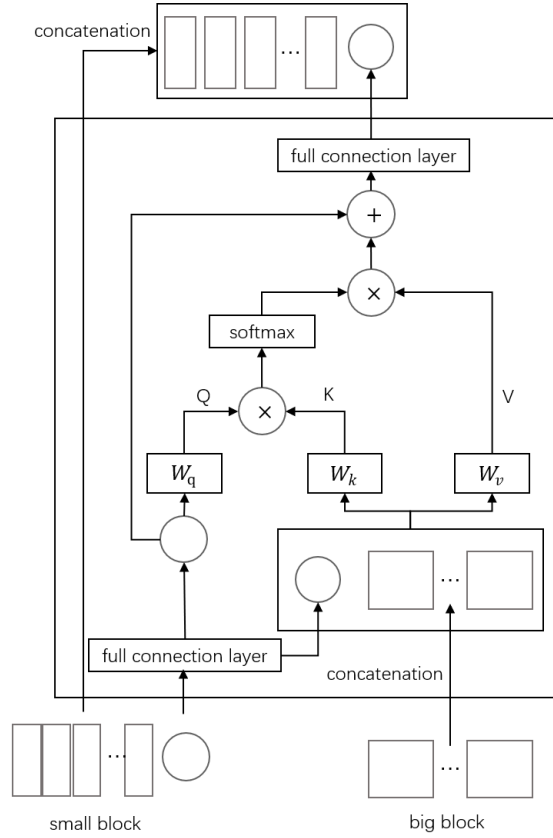 concatenation
...
full connection layer
+
×
softmax
Q
×
K
V
W_q
W_k
W_v
...
full connection layer
concatenation
...
...
small block
big block